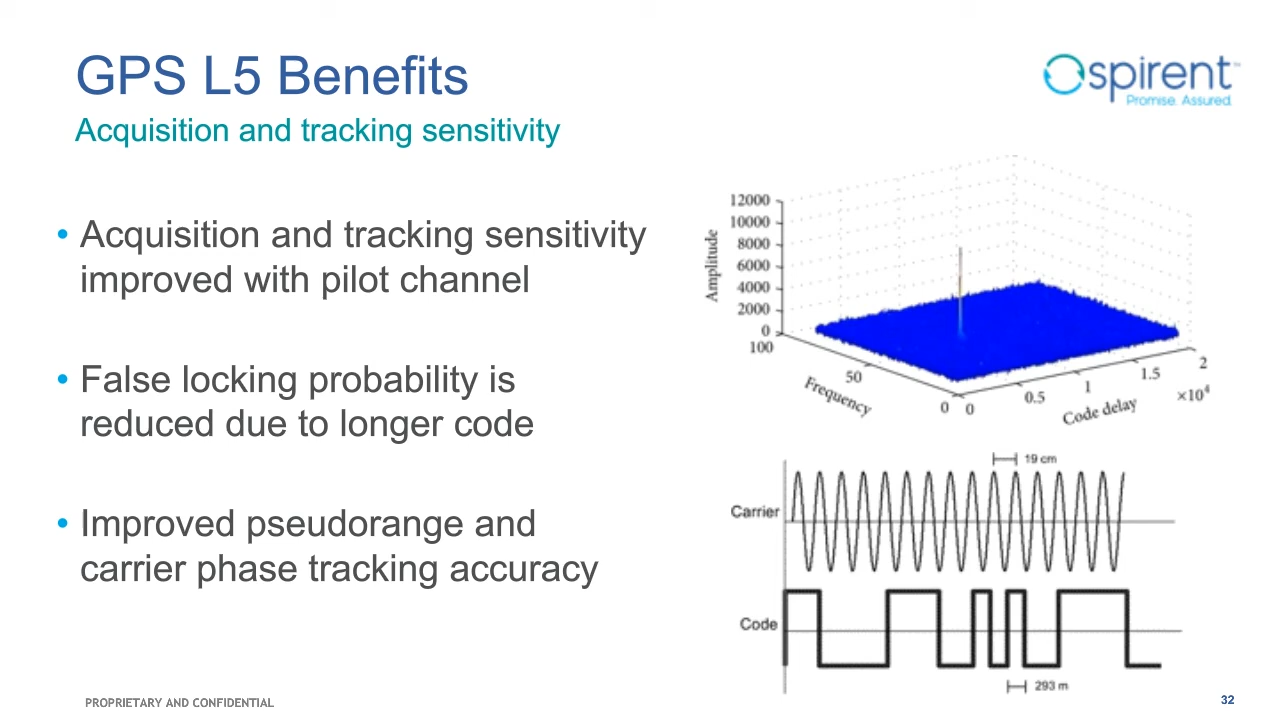 GPS L5 Benefits
spirent™
Promise. Assured.
Acquisition and tracking sensitivity
• Acquisition and tracking sensitivity
improved with pilot channel
• False locking probability is
reduced due to longer code
• Improved pseudorange and
carrier phase tracking accuracy
12000
10000
8000
6000
4000
2000
0
Amplitude
100
50
0
Frequency
0
0.5
1
1.5
2
×10⁴
Code delay
19 cm
Carrier
Code
293 m
PROPRIETARY AND CONFIDENTIAL
32